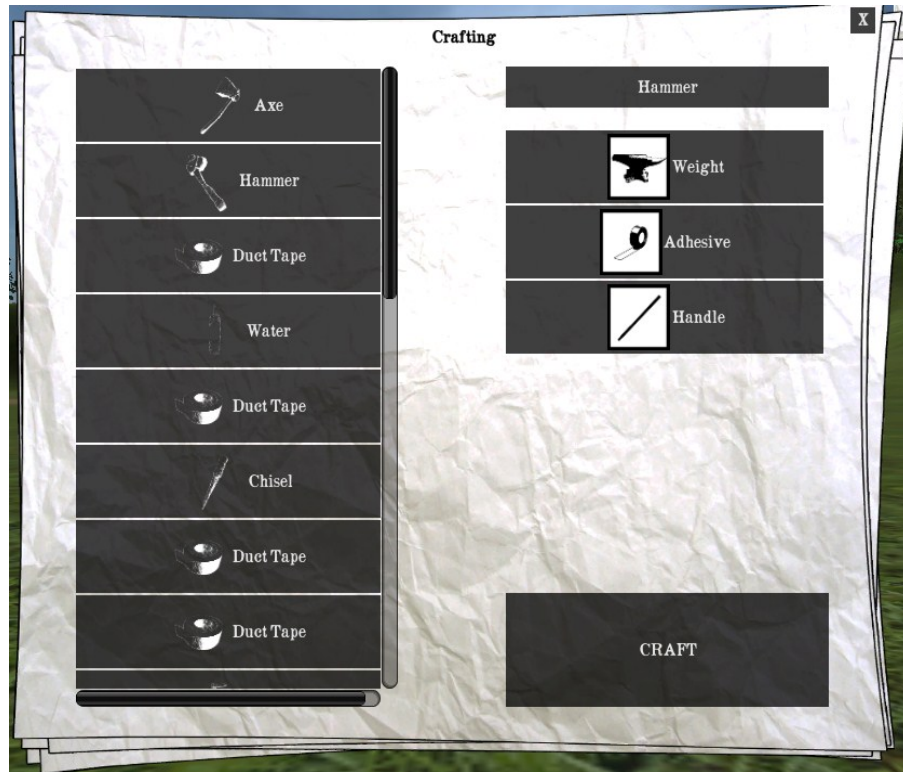 X
Crafting
Axe
Hammer
Duct Tape
Water
Duct Tape
Chisel
Duct Tape
Duct Tape
Hammer
Weight
Adhesive
Handle
CRAFT